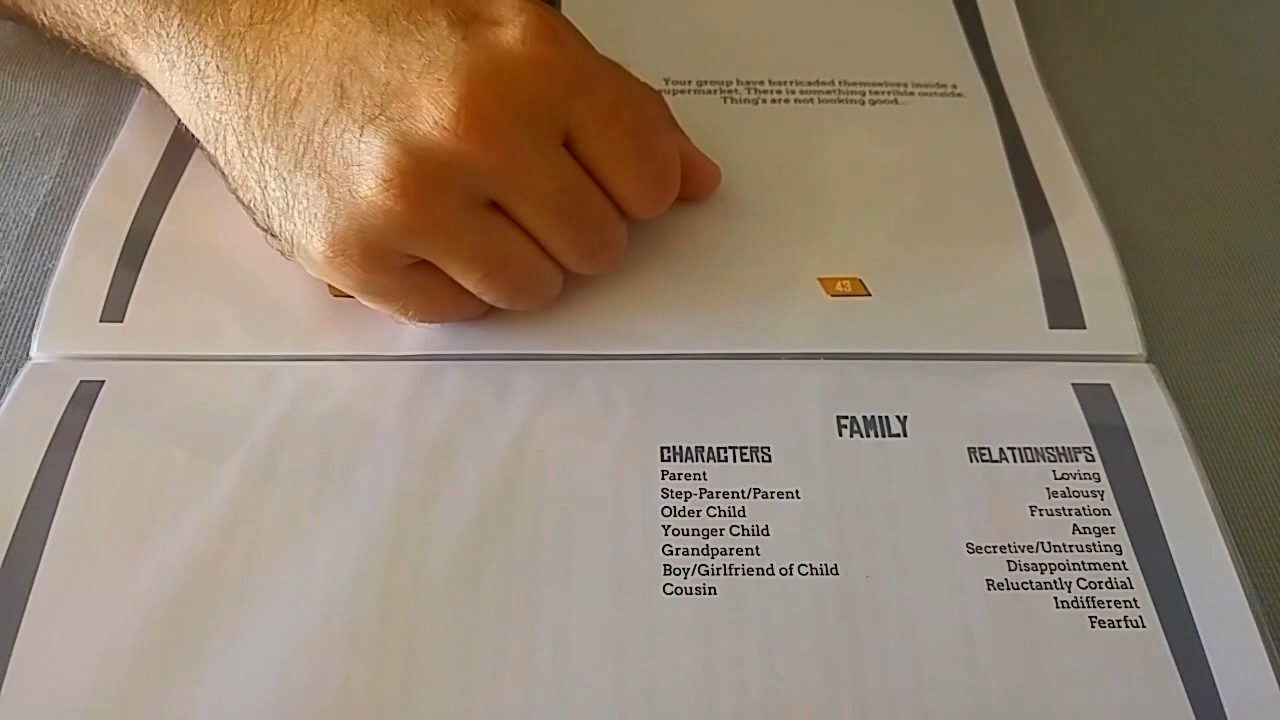 Your group have barricaded themselves inside a
supermarket. There is something terrible outside.
Thing's are not looking good...
43
FAMILY
CHARACTERS
Parent
Step-Parent/Parent
Older Child
Younger Child
Grandparent
Boy/Girlfriend of Child
Cousin
RELATIONSHIPS
Loving
Jealousy
Frustration
Anger
Secretive/Untrusting
Disappointment
Reluctantly Cordial
Indifferent
Fearful